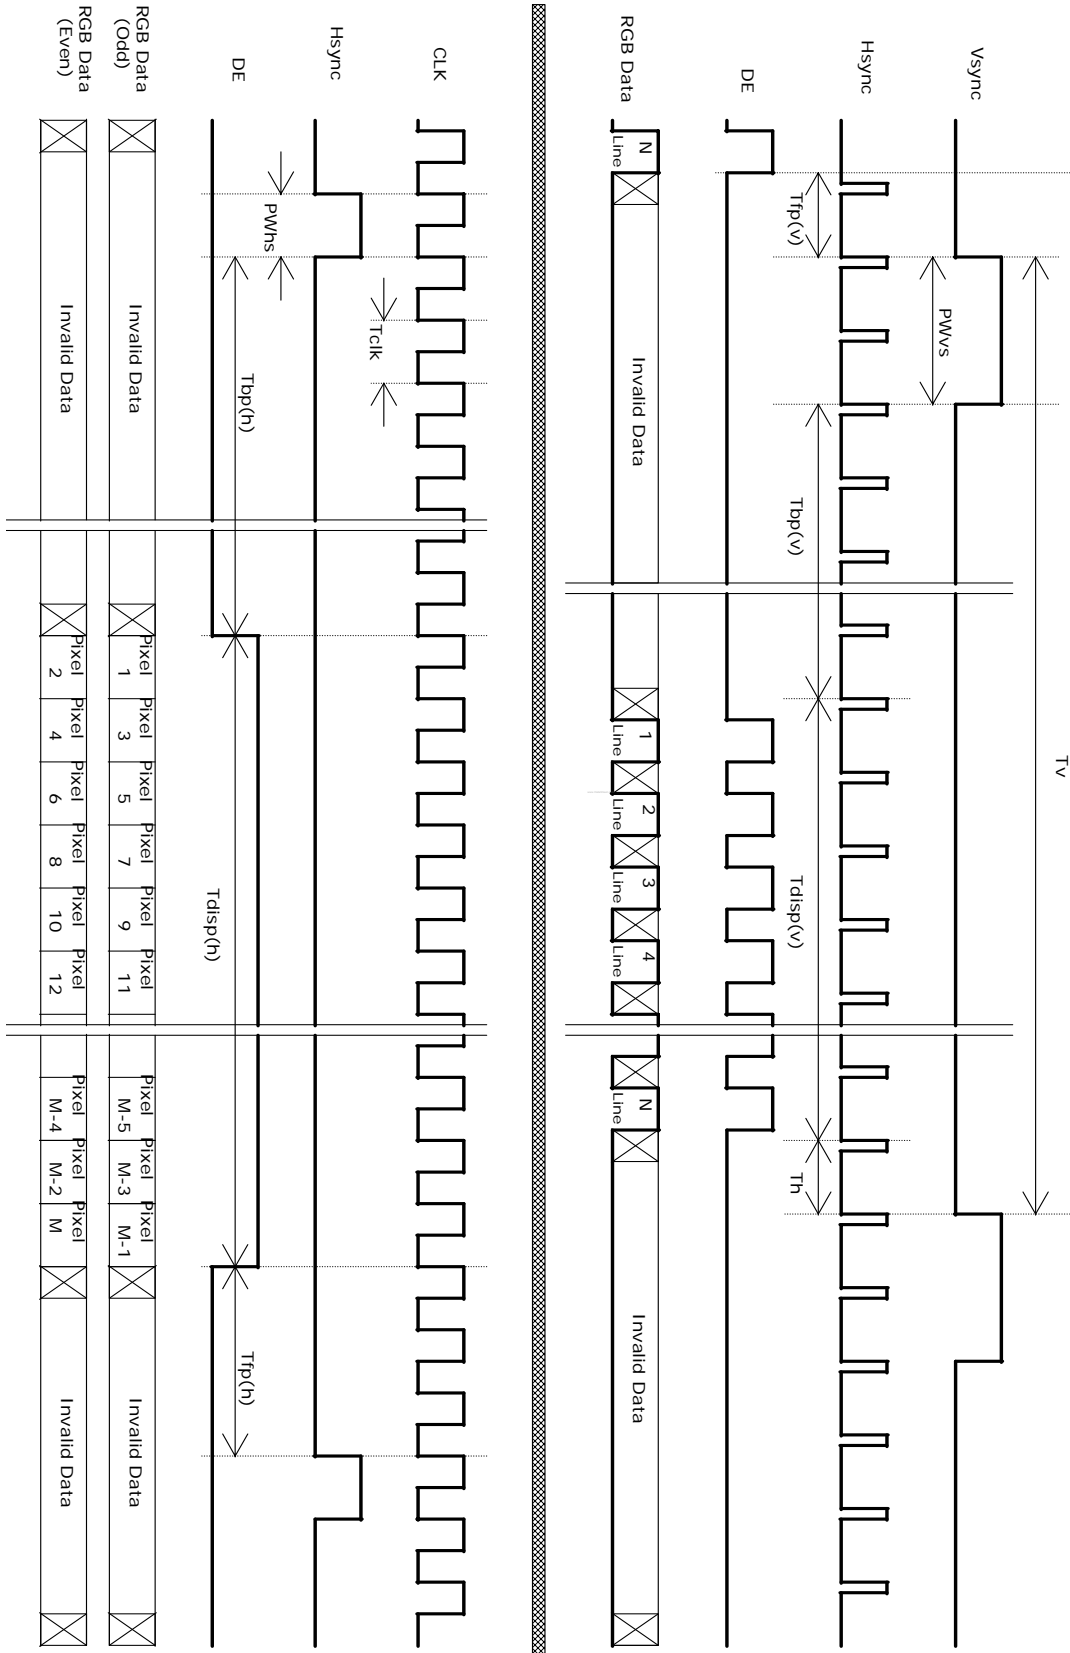 Tv
Vsync
PWvs
Hsync
Tfp(v)
Tbp(v)
Tdisp(v)
Th
DE
RGB Data
N
Line
Invalid Data
1
Line
2
Line
3
Line
4
Line
N
Line
Invalid Data
CLK
Tclk
Hsync
PWhs
DE
Tbp(h)
Tdisp(h)
Tfp(h)
RGB Data
(Odd)
Invalid Data
Pixel
1
Pixel
3
Pixel
5
Pixel
7
Pixel
9
Pixel
11
Pixel
M-5
Pixel
M-3
Pixel
M-1
Invalid Data
RGB Data
(Even)
Invalid Data
Pixel
2
Pixel
4
Pixel
6
Pixel
8
Pixel
10
Pixel
12
Pixel
M-4
Pixel
M-2
Pixel
M
Invalid Data